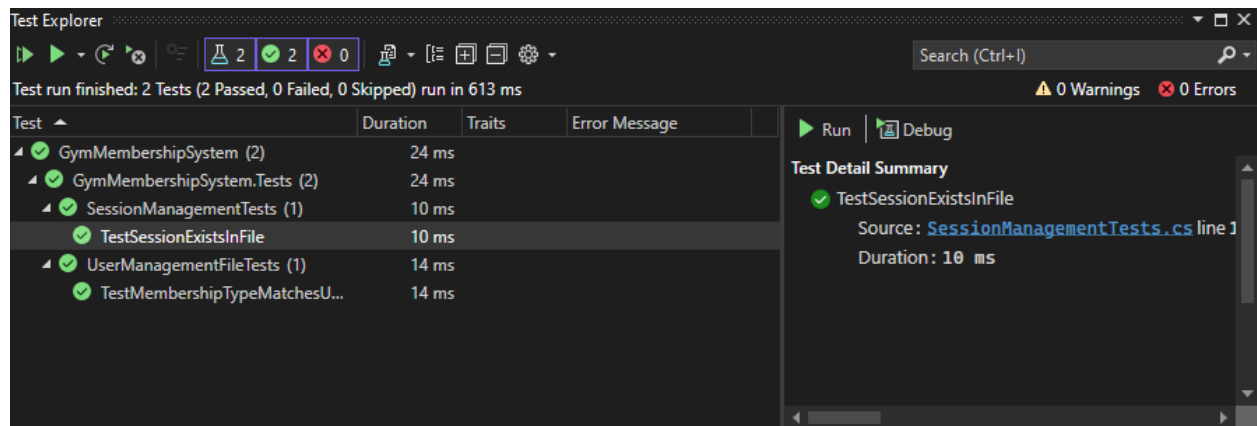 Test Explorer
2 2 0
Search (Ctrl+I)
Test run finished: 2 Tests (2 Passed, 0 Failed, 0 Skipped) run in 613 ms
0 Warnings 0 Errors
Test Duration Traits Error Message
GymMembershipSystem (2) 24 ms
GymMembershipSystem.Tests (2) 24 ms
SessionManagementTests (1) 10 ms
TestSessionExistsInFile 10 ms
UserManagementFileTests (1) 14 ms
TestMembershipTypeMatchesU... 14 ms
Run Debug
Test Detail Summary
TestSessionExistsInFile
Source: SessionManagementTests.cs line 1
Duration: 10 ms